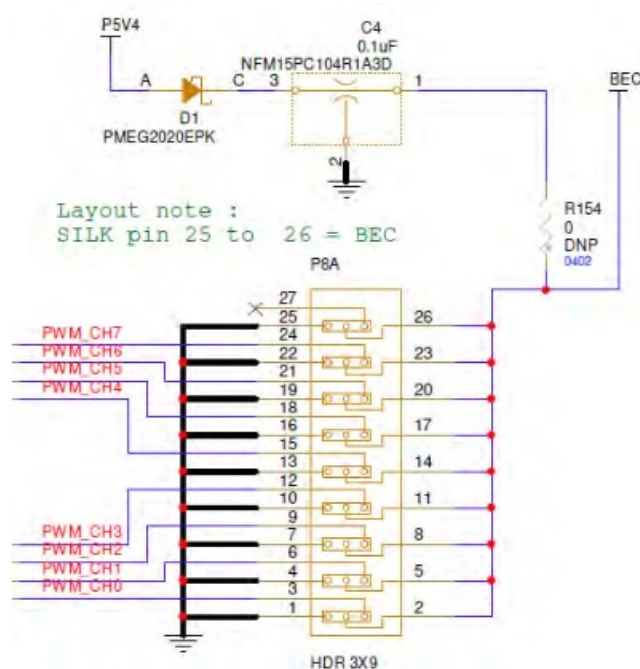 P5V4
C4
0.1uF
NFM15PC104R1A3D
BEC
A
C
3
1
D1
PMEG2020EPK
2
R154
0
DNP
0402
Layout note :
SILK pin 25 to 26 = BEC
P8A
27
25
26
24
PWM_CH7
22
23
PWM_CH6
21
PWM_CH5
19
20
PWM_CH4
18
16
17
15
13
14
12
10
11
9
PWM_CH3
7
8
PWM_CH2
6
PWM_CH1
4
5
PWM_CH0
3
1
2
HDR 3X9